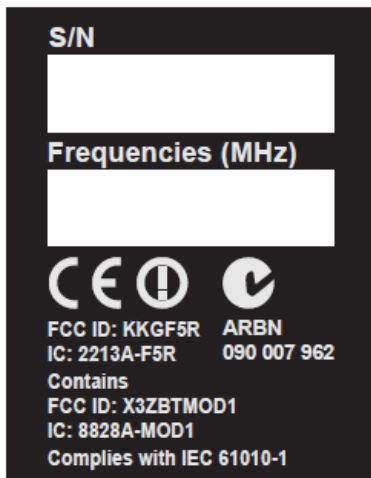 S/N
Frequencies (MHz)
CE
FCC ID: KKGF5R ARBN
IC: 2213A-F5R 090 007 962
Contains
FCC ID: X3ZBTMOD1
IC: 8828A-MOD1
Complies with IEC 61010-1